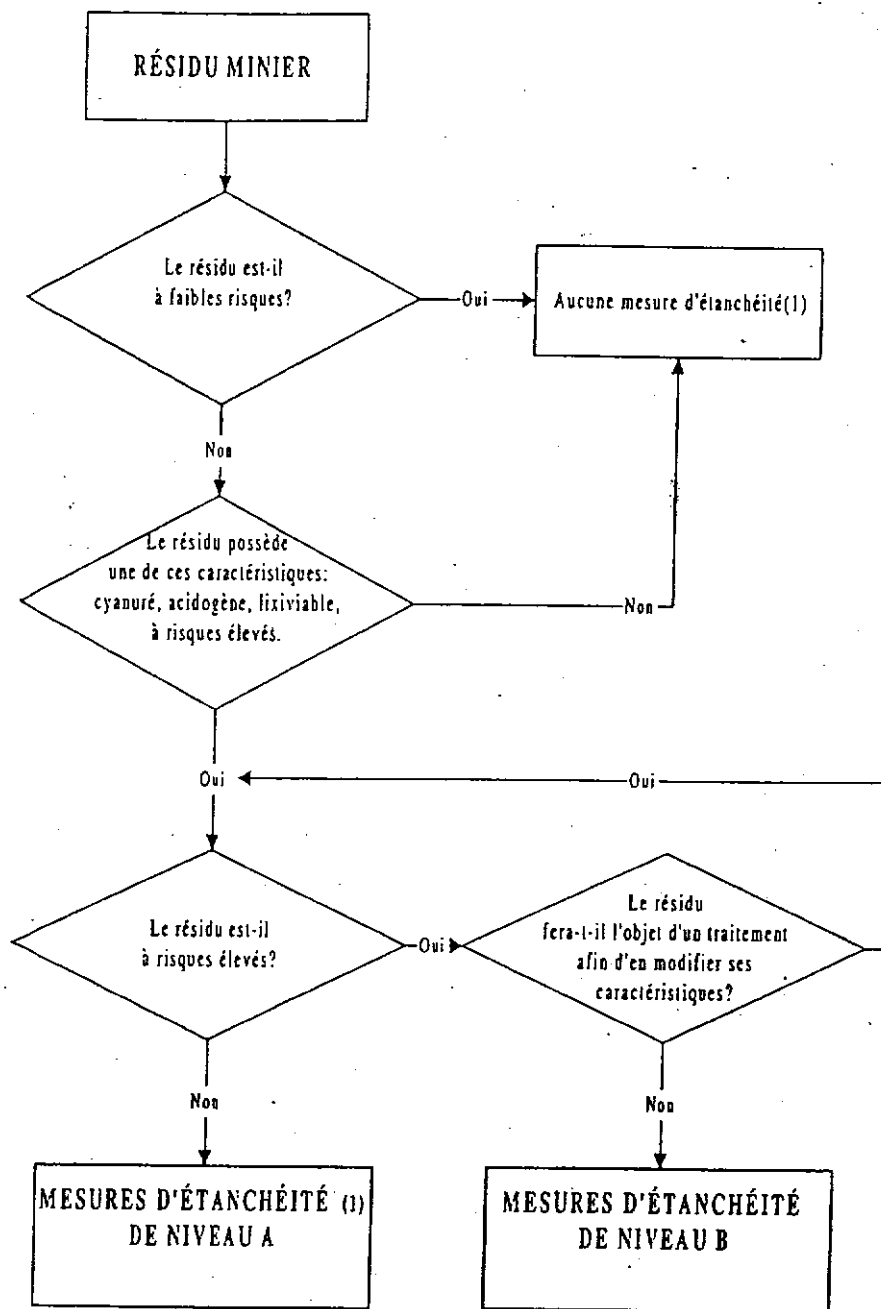 RÉSIDU MINIER
Le résidu est-il
à faibles risques?
Oui
Aucune mesure d'étanchéité(1)
Non
Le résidu possède
une de ces caractéristiques:
cyanuré, acidogène, lixiviable,
à risques élevés.
Non
Oui
Oui
Le résidu est-il
à risques élevés?
Oui
Le résidu
fera-t-il l'objet d'un traitement
afin d'en modifier ses
caractéristiques?
Non
Non
MESURES D'ÉTANCHÉITÉ (1)
DE NIVEAU A
MESURES D'ÉTANCHÉITÉ
DE NIVEAU B